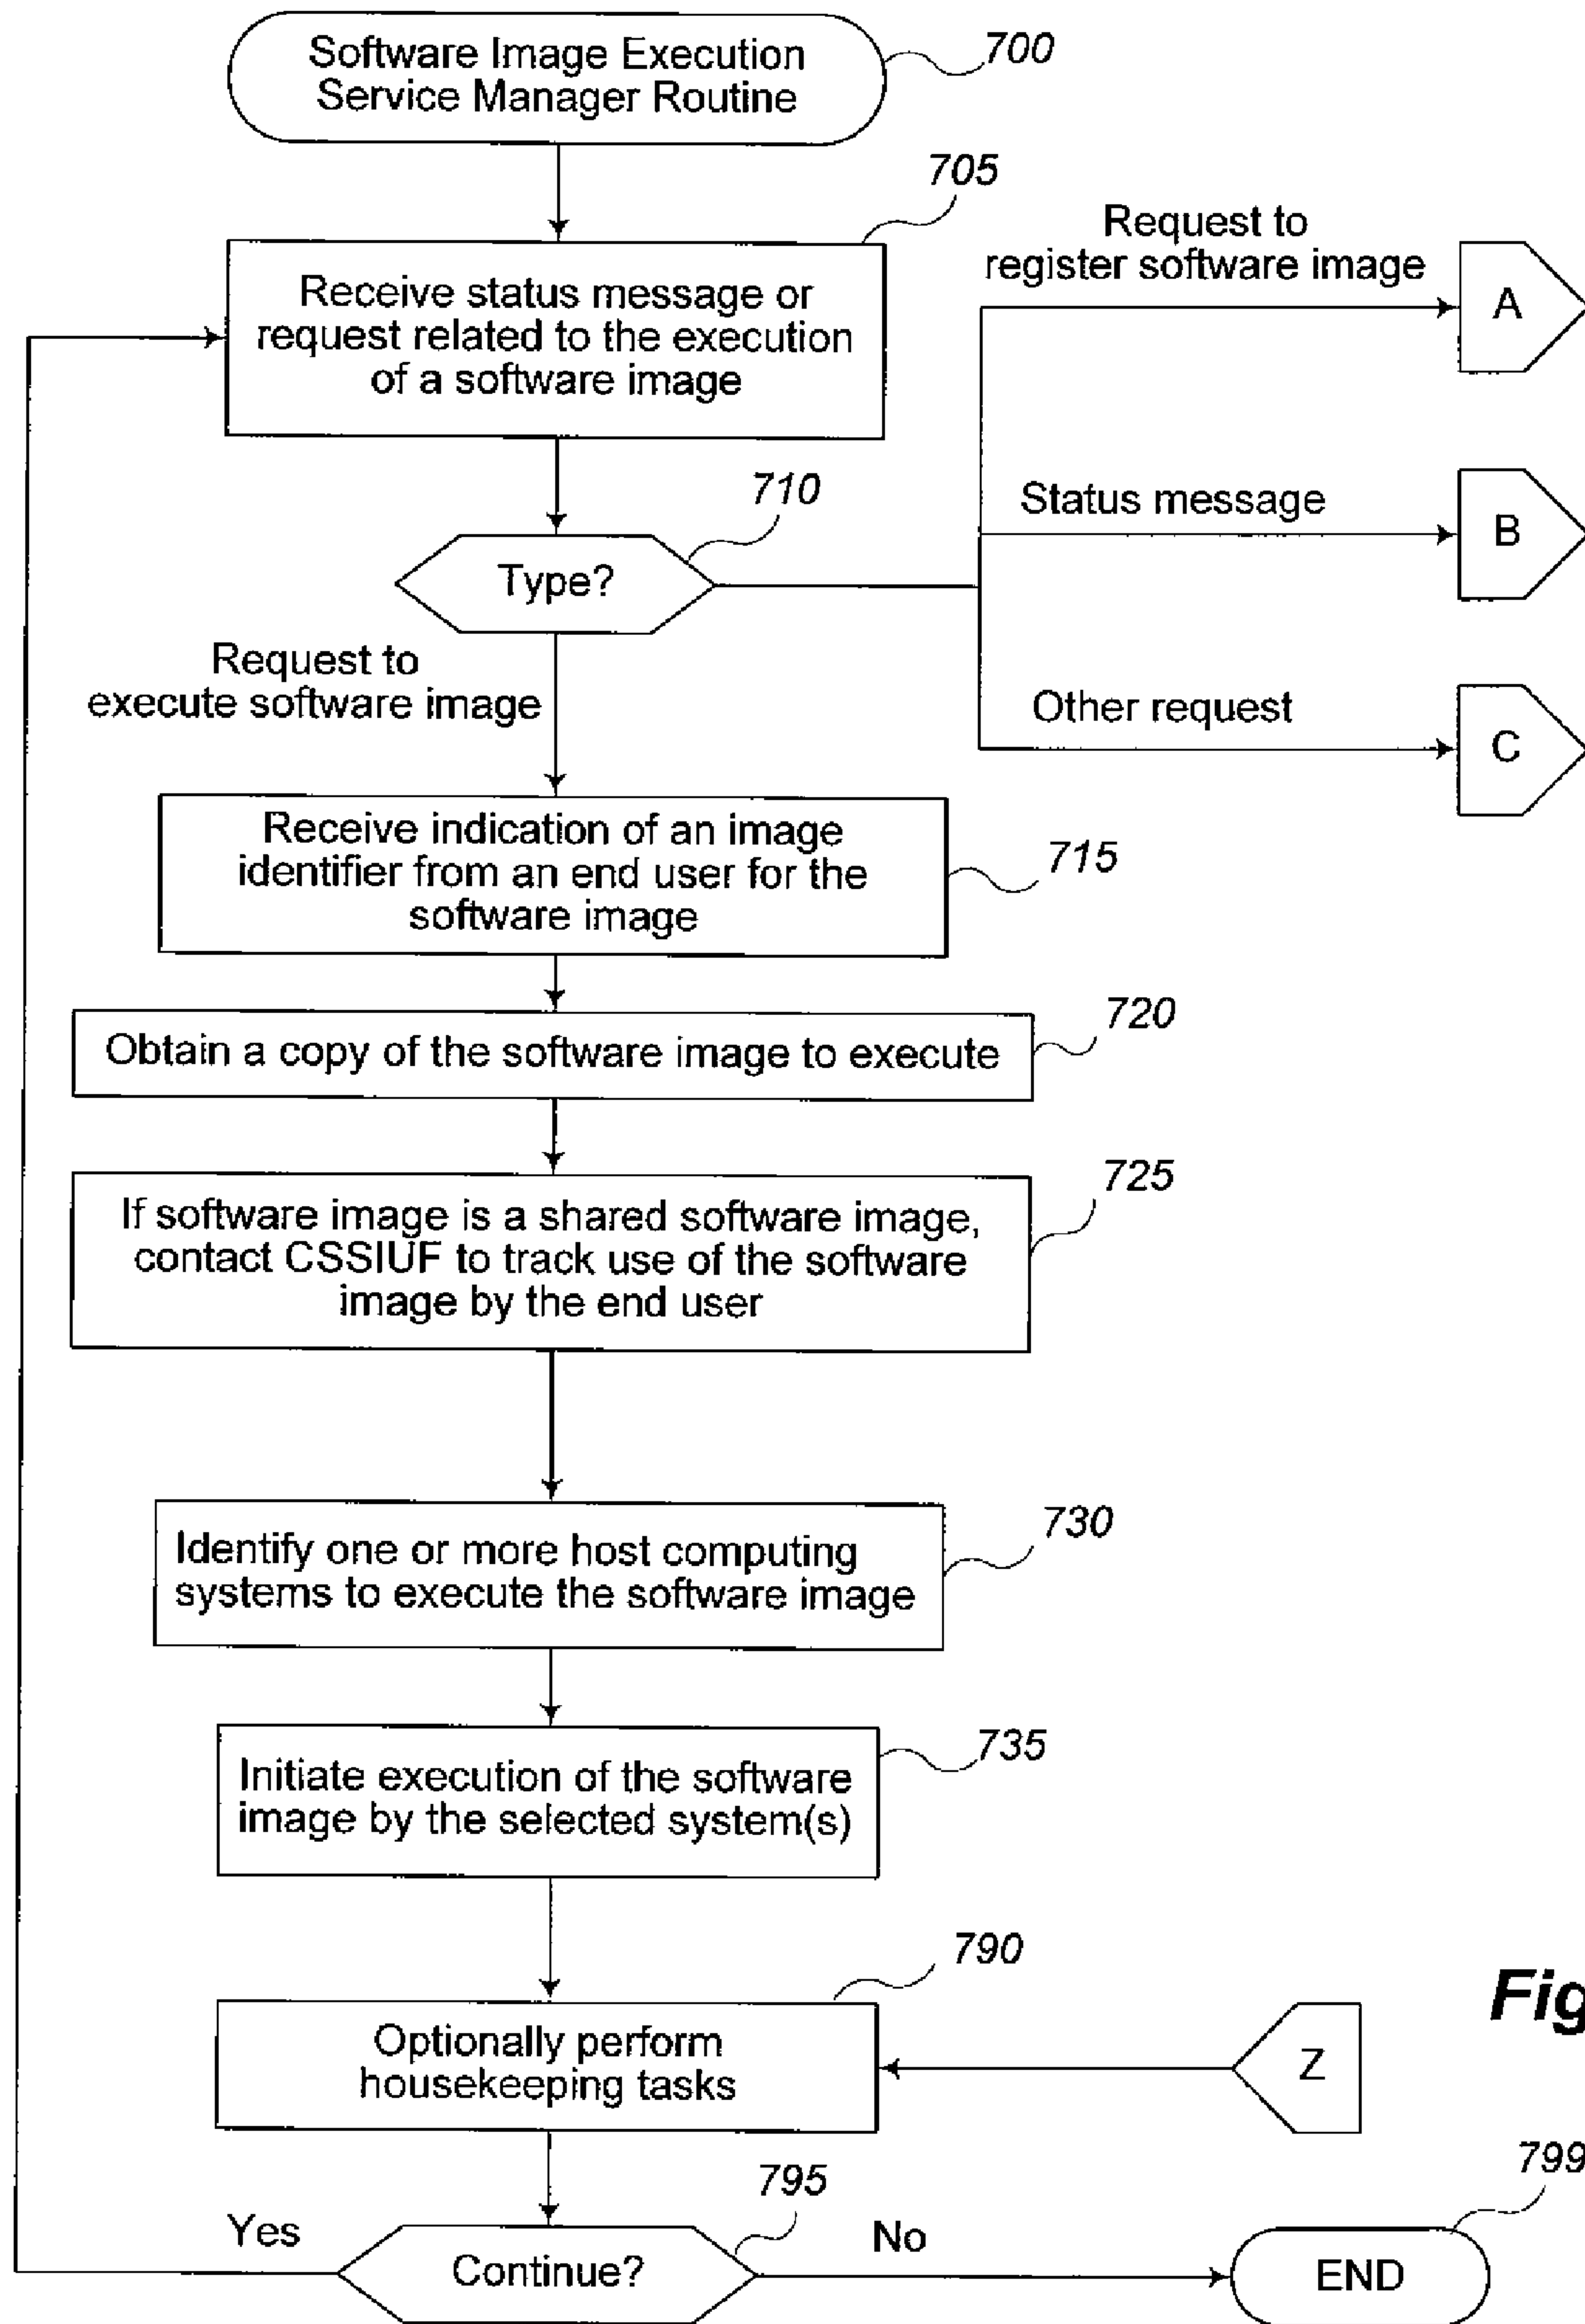 Software Image Execution
Service Manager Routine
700
705
Receive status message or
request related to the execution
of a software image
Request to
register software image
A
710
Type?
Status message
B
Request to
execute software image
Other request
C
Receive indication of an image
identifier from an end user for the
software image
715
Obtain a copy of the software image to execute
720
If software image is a shared software image,
contact CSSIUF to track use of the software
image by the end user
725
Identify one or more host computing
systems to execute the software image
730
Initiate execution of the software
image by the selected system(s)
735
790
Optionally perform
housekeeping tasks
Z
Fig
795
Yes
Continue?
No
799
END